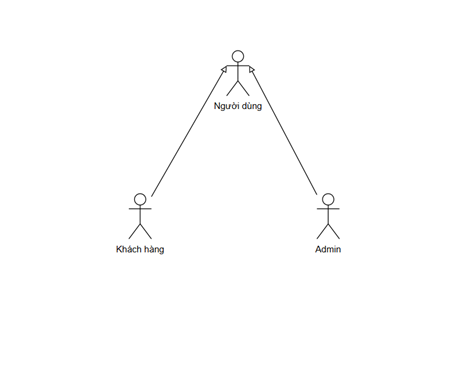 Người dùng
Khách hàng
Admin